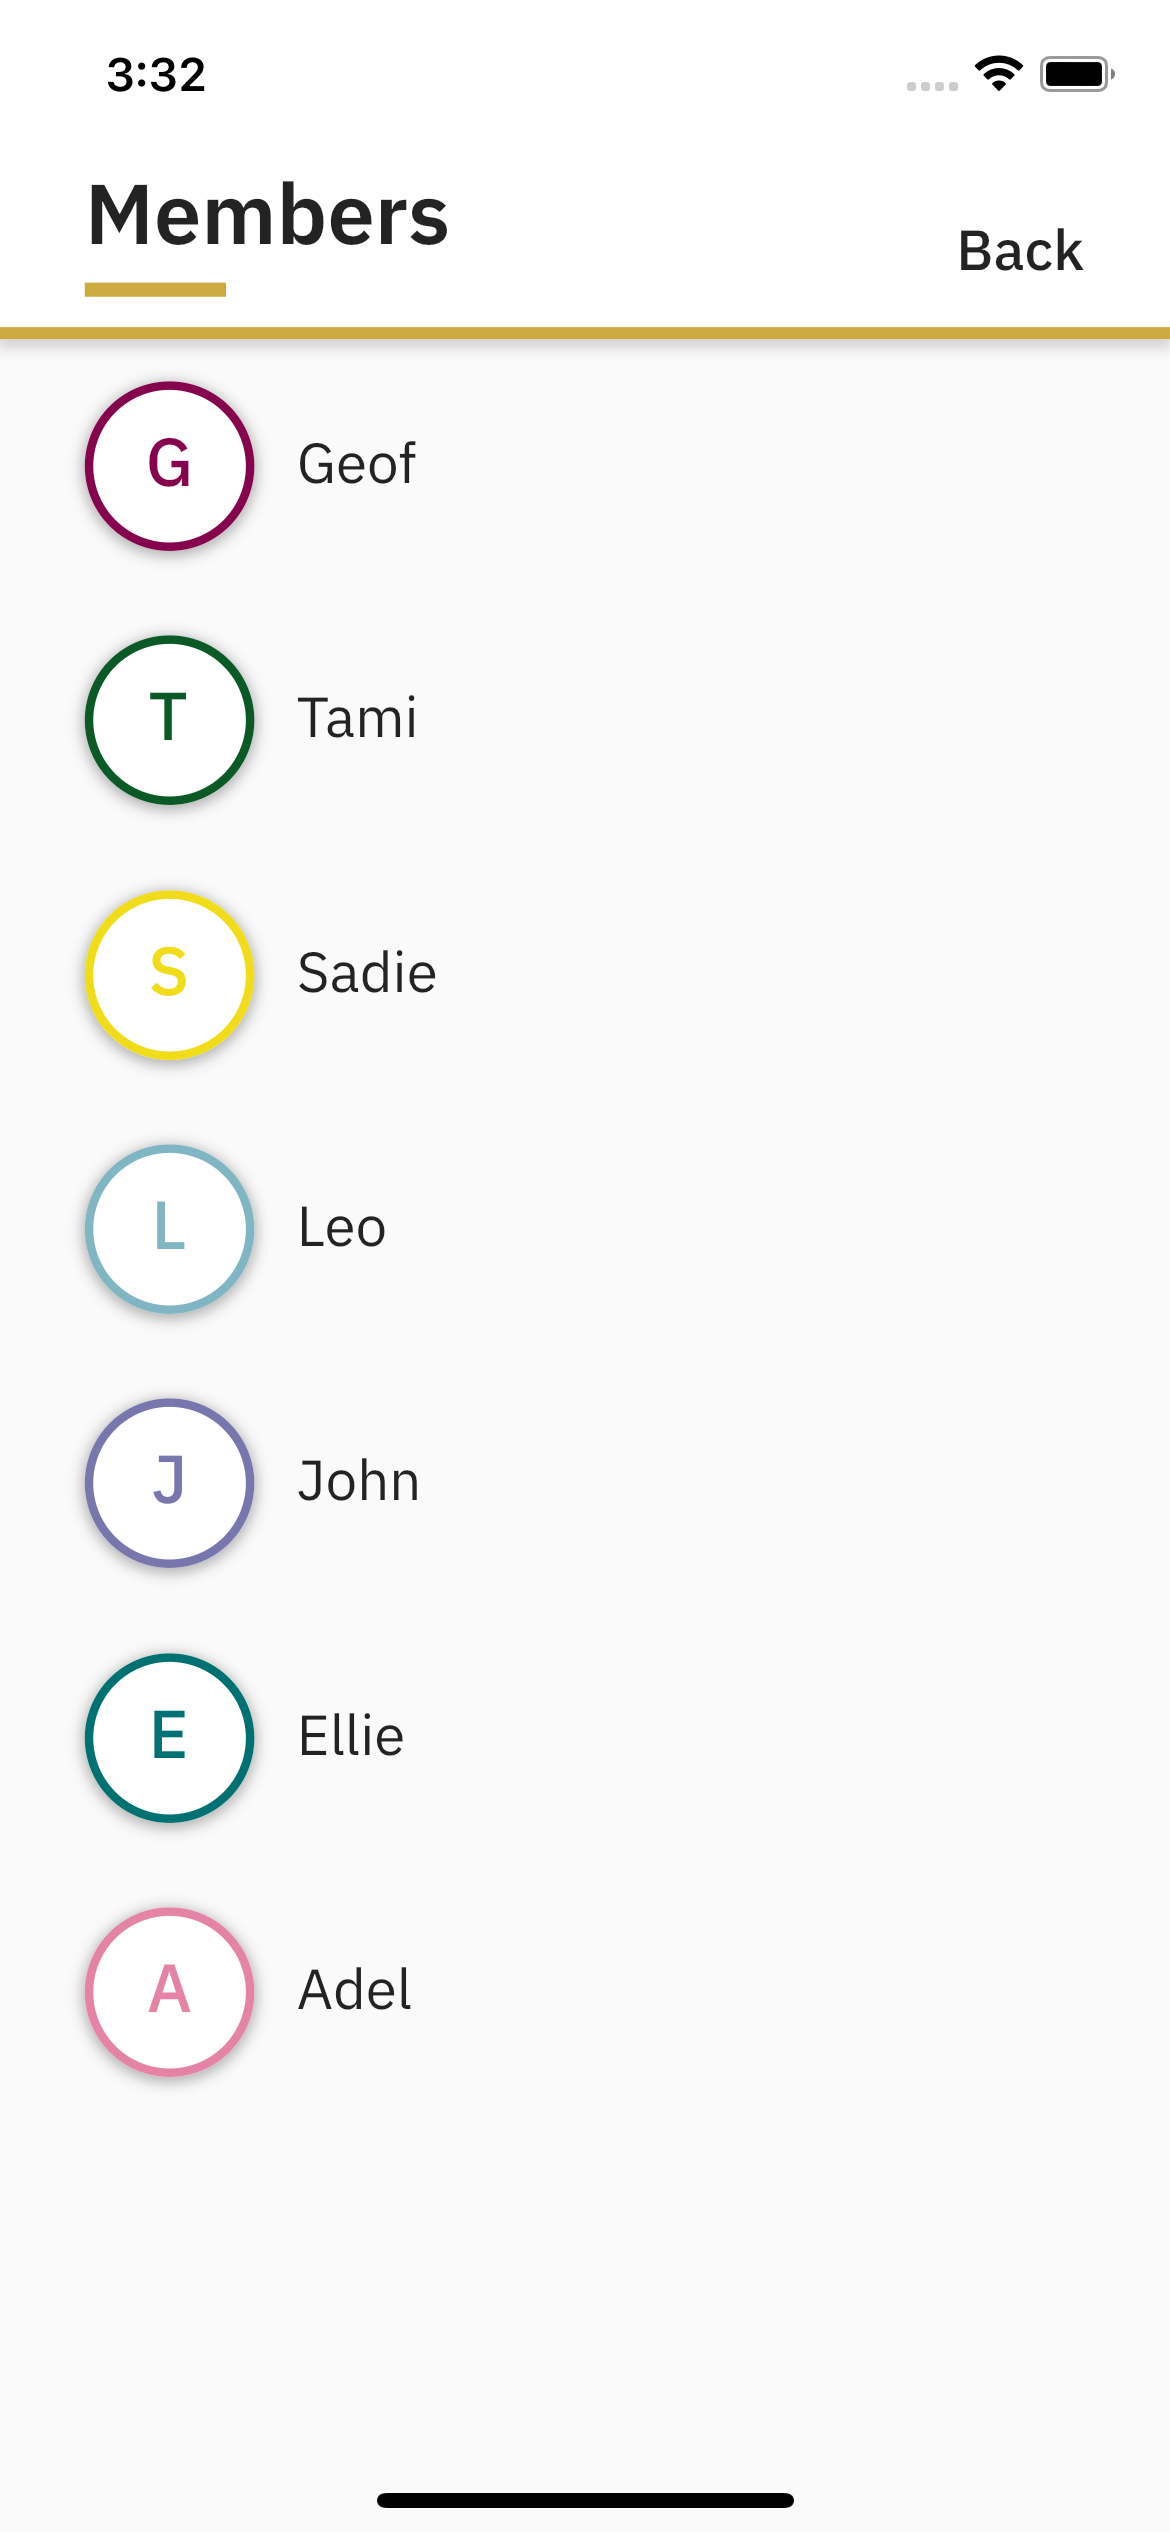 3:32
Members
Back
G Geof
T Tami
S Sadie
L Leo
J John
E Ellie
A Adel